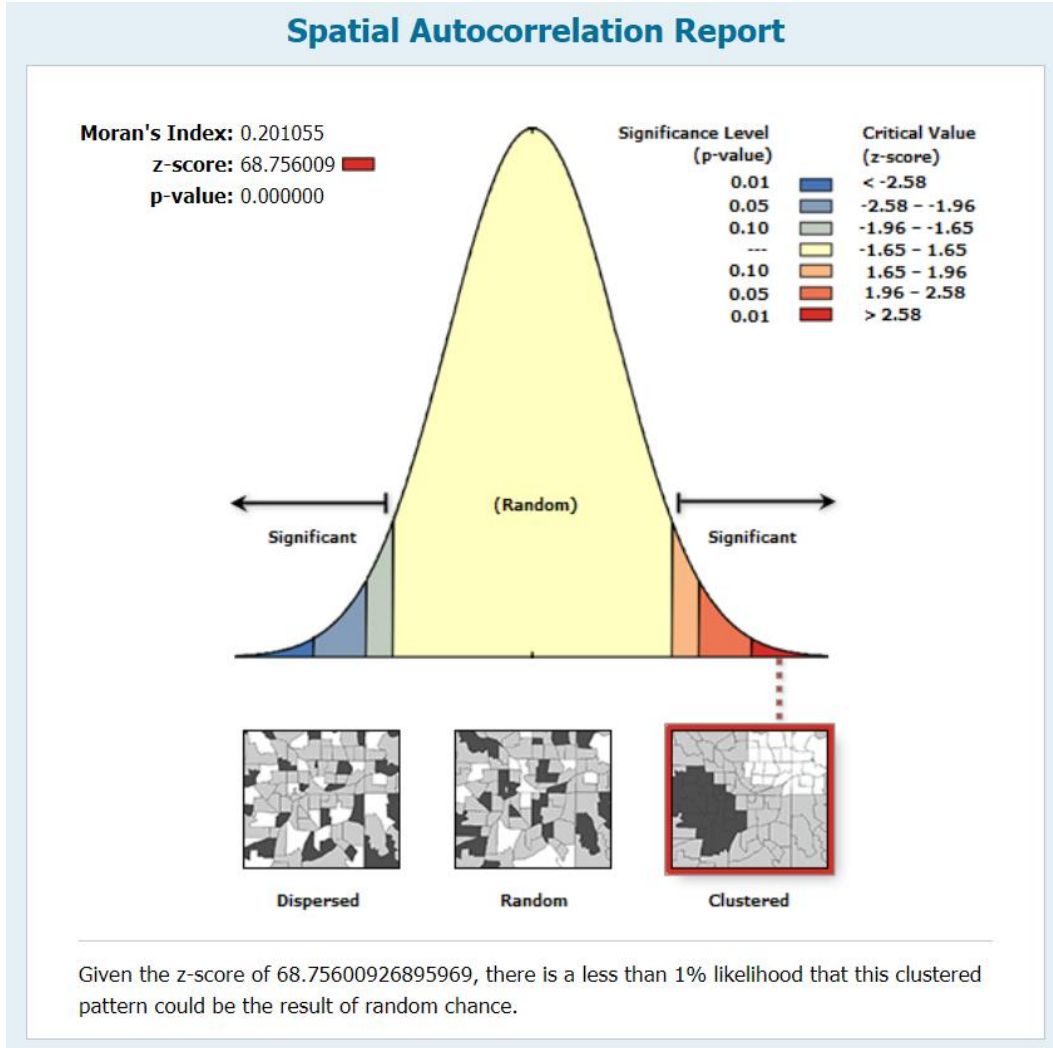 Spatial Autocorrelation Report
Moran's Index: 0.201055
z-score: 68.756009
p-value: 0.000000
Significance Level
(p-value)
Critical Value
(z-score)
0.01 < -2.58
0.05 -2.58 – -1.96
0.10 -1.96 – -1.65
--- -1.65 – 1.65
0.10 1.65 – 1.96
0.05 1.96 – 2.58
0.01 > 2.58
(Random)
Significant
Significant
Dispersed
Random
Clustered
Given the z-score of 68.75600926895969, there is a less than 1% likelihood that this clustered
pattern could be the result of random chance.